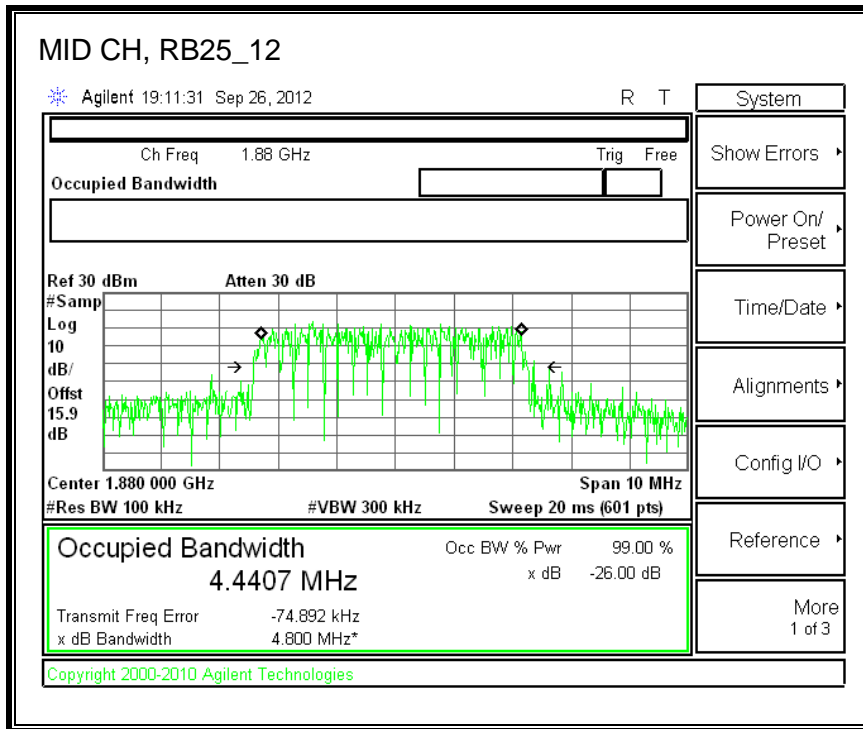 MID CH, RB25_12
Agilent 19:11:31 Sep 26, 2012 R T
Ch Freq 1.88 GHz Trig Free
Occupied Bandwidth
Ref 30 dBm Atten 30 dB
#Samp
Log
10
dB/
Offst
15.9
dB
Center 1.880 000 GHz Span 10 MHz
#Res BW 100 kHz #VBW 300 kHz Sweep 20 ms (601 pts)
Occupied Bandwidth Occ BW % Pwr 99.00 %
4.4407 MHz x dB -26.00 dB
Transmit Freq Error -74.892 kHz
x dB Bandwidth 4.800 MHz*
Copyright 2000-2010 Agilent Technologies
System
Show Errors
Power On/
Preset
Time/Date
Alignments
Config I/O
Reference
More
1 of 3